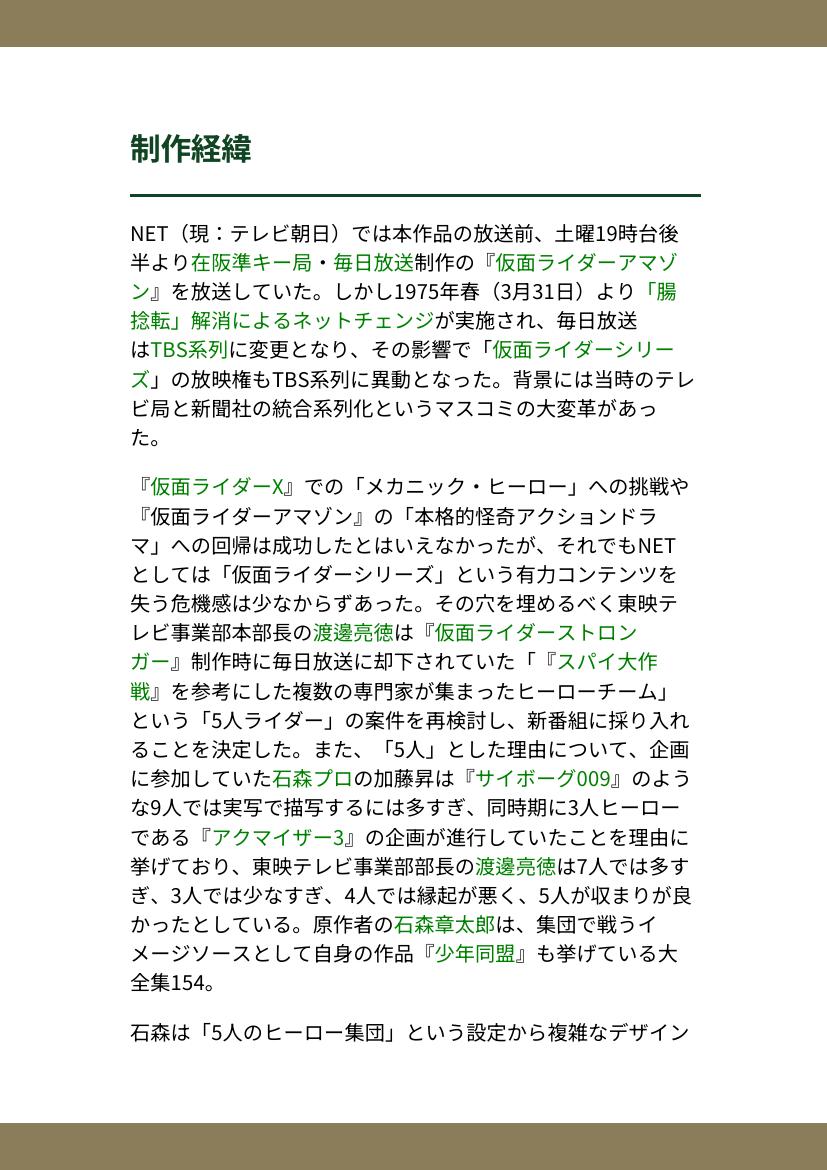 制作経緯
NET（現：テレビ朝日）では本作品の放送前、土曜19時台後
半より在阪準キー局・毎日放送制作の『仮面ライダーアマゾ
ン』を放送していた。しかし1975年春（3月31日）より「腸
捻転」解消によるネットチェンジが実施され、毎日放送
はTBS系列に変更となり、その影響で「仮面ライダーシリー
ズ」の放映権もTBS系列に異動となった。背景には当時のテレ
ビ局と新聞社の統合系列化というマスコミの大変革があっ
た。
『仮面ライダーX』での「メカニック・ヒーロー」への挑戦や
『仮面ライダーアマゾン』の「本格的怪奇アクションドラ
マ」への回帰は成功したとはいえなかったが、それでもNET
としては「仮面ライダーシリーズ」という有力コンテンツを
失う危機感は少なからずあった。その穴を埋めるべく東映テ
レビ事業部本部長の渡邊亮徳は『仮面ライダーストロン
ガー』制作時に毎日放送に却下されていた「『スパイ大作
戦』を参考にした複数の専門家が集まったヒーローチーム」
という「5人ライダー」の案件を再検討し、新番組に採り入れ
ることを決定した。また、「5人」とした理由について、企画
に参加していた石森プロの加藤昇は『サイボーグ009』のよう
な9人では実写で描写するには多すぎ、同時期に3人ヒーロー
である『アクマイザー3』の企画が進行していたことを理由に
挙げており、東映テレビ事業部部長の渡邊亮徳は7人では多す
ぎ、3人では少なすぎ、4人では縁起が悪く、5人が収まりが良
かったとしている。原作者の石森章太郎は、集団で戦うイ
メージソースとして自身の作品『少年同盟』も挙げている大
全集154。
石森は「5人のヒーロー集団」という設定から複雑なデザイン